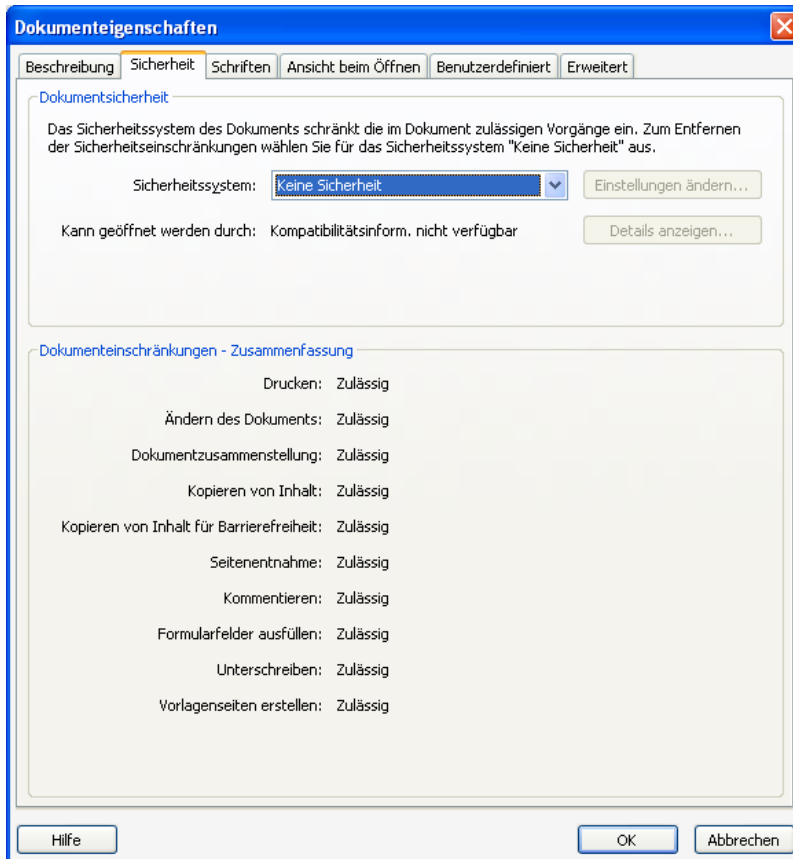 Dokumenteigenschaften
Beschreibung Sicherheit Schriften Ansicht beim Öffnen Benutzerdefiniert Erweitert
Dokumentsicherheit
Das Sicherheitssystem des Dokuments schränkt die im Dokument zulässigen Vorgänge ein. Zum Entfernen
der Sicherheitseinschränkungen wählen Sie für das Sicherheitssystem "Keine Sicherheit" aus.
Sicherheitssystem: Keine Sicherheit Einstellungen ändern...
Kann geöffnet werden durch: Kompatibilitätsinform. nicht verfügbar Details anzeigen...
Dokumenteinschränkungen - Zusammenfassung
Drucken: Zulässig
Ändern des Dokuments: Zulässig
Dokumentzusammenstellung: Zulässig
Kopieren von Inhalt: Zulässig
Kopieren von Inhalt für Barrierefreiheit: Zulässig
Seitenentnahme: Zulässig
Kommentieren: Zulässig
Formularfelder ausfüllen: Zulässig
Unterschreiben: Zulässig
Vorlagenseiten erstellen: Zulässig
Hilfe OK Abbrechen